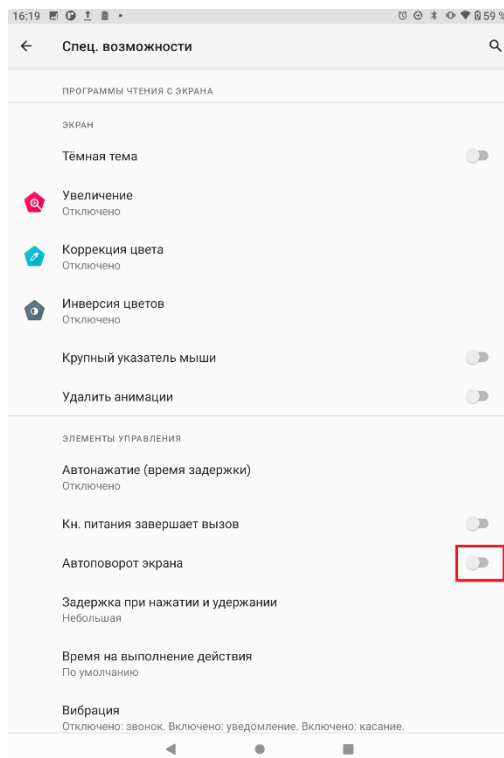 16:19 59 %
Спец. возможности
ПРОГРАММЫ ЧТЕНИЯ С ЭКРАНА
ЭКРАН
Тёмная тема
Увеличение
Отключено
Коррекция цвета
Отключено
Инверсия цветов
Отключено
Крупный указатель мыши
Удалить анимации
ЭЛЕМЕНТЫ УПРАВЛЕНИЯ
Автонажатие (время задержки)
Отключено
Кн. питания завершает вызов
Автоповорот экрана
Задержка при нажатии и удержании
Небольшая
Время на выполнение действия
По умолчанию
Вибрация
Отключено: звонок. Включено: уведомление. Включено: касание.